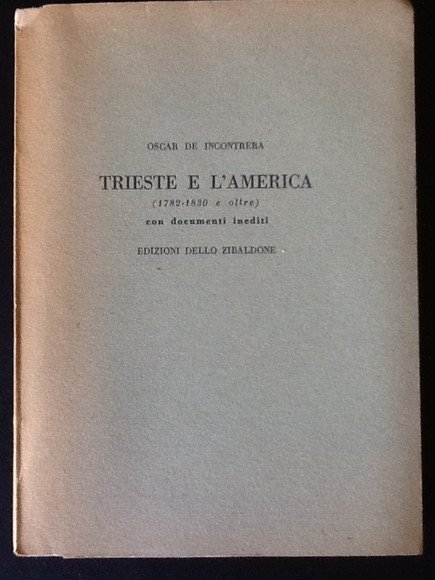 OSCAR DE INCONTRERA
TRIESTE E L'AMERICA
(1782-1830 e oltre)
con documenti inediti
EDIZIONI DELLO ZIBALDONE